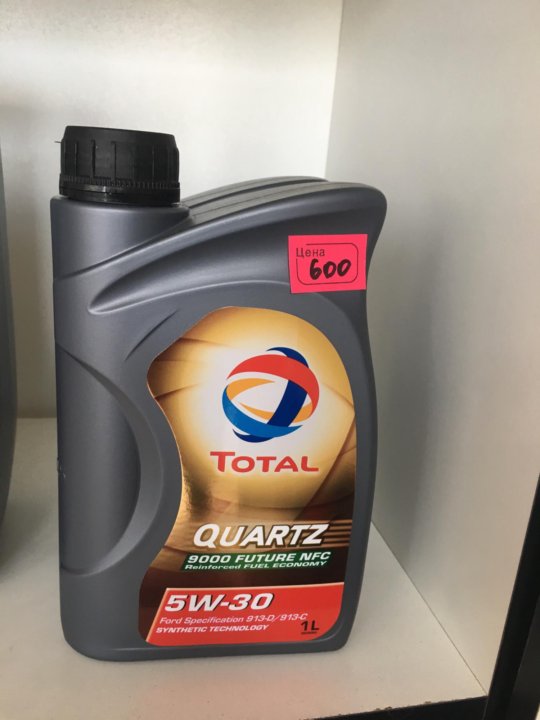 Цена
600
TOTAL
QUARTZ
9000 FUTURE NFC
Reinforced FUEL ECONOMY
5W-30
Ford Specification 913-D/913-C
SYNTHETIC TECHNOLOGY
1L